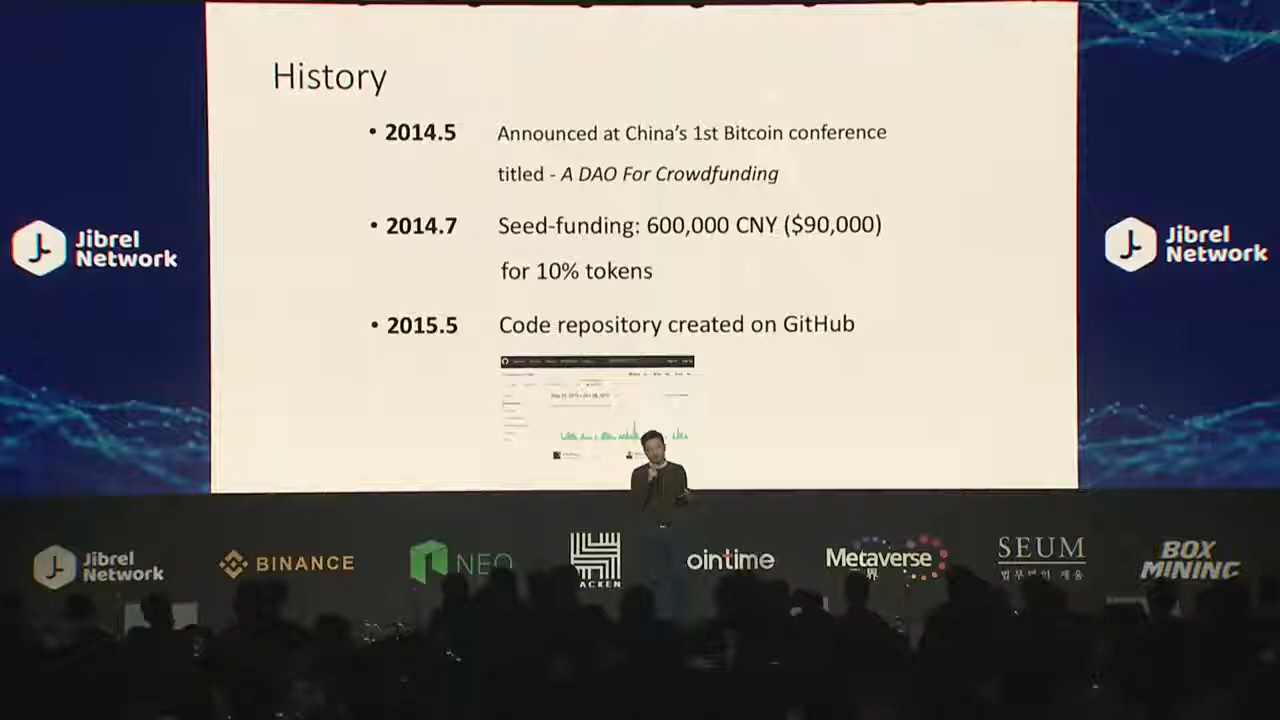 History
• 2014.5 Announced at China's 1st Bitcoin conference
titled - A DAO For Crowdfunding
• 2014.7 Seed-funding: 600,000 CNY ($90,000)
for 10% tokens
• 2015.5 Code repository created on GitHub
Jibrel
Network
Jibrel
Network
Jibrel
Network
BINANCE
NEO
ACKEN
ointime
Metaverse
界
SEUM
BOX
MINING